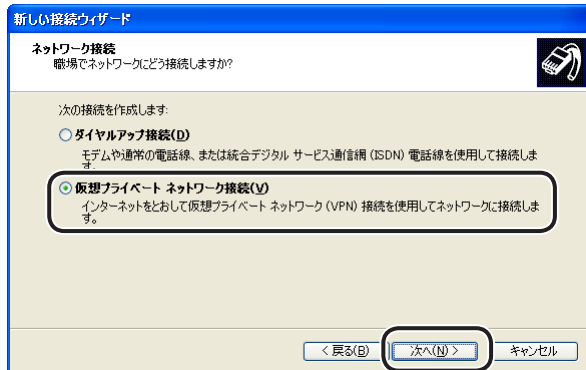 新しい接続ウィザード
ネットワーク接続
職場でネットワークにどう接続しますか?
次の接続を作成します:
ダイヤルアップ接続(D)
モデムや通常の電話線、または統合デジタル サービス通信網 (ISDN) 電話線を使用して接続しま
す。
仮想プライベート ネットワーク接続(V)
インターネットをとおして仮想プライベート ネットワーク (VPN) 接続を使用してネットワークに接続しま
す。
< 戻る(B) 次へ(N) > キャンセル